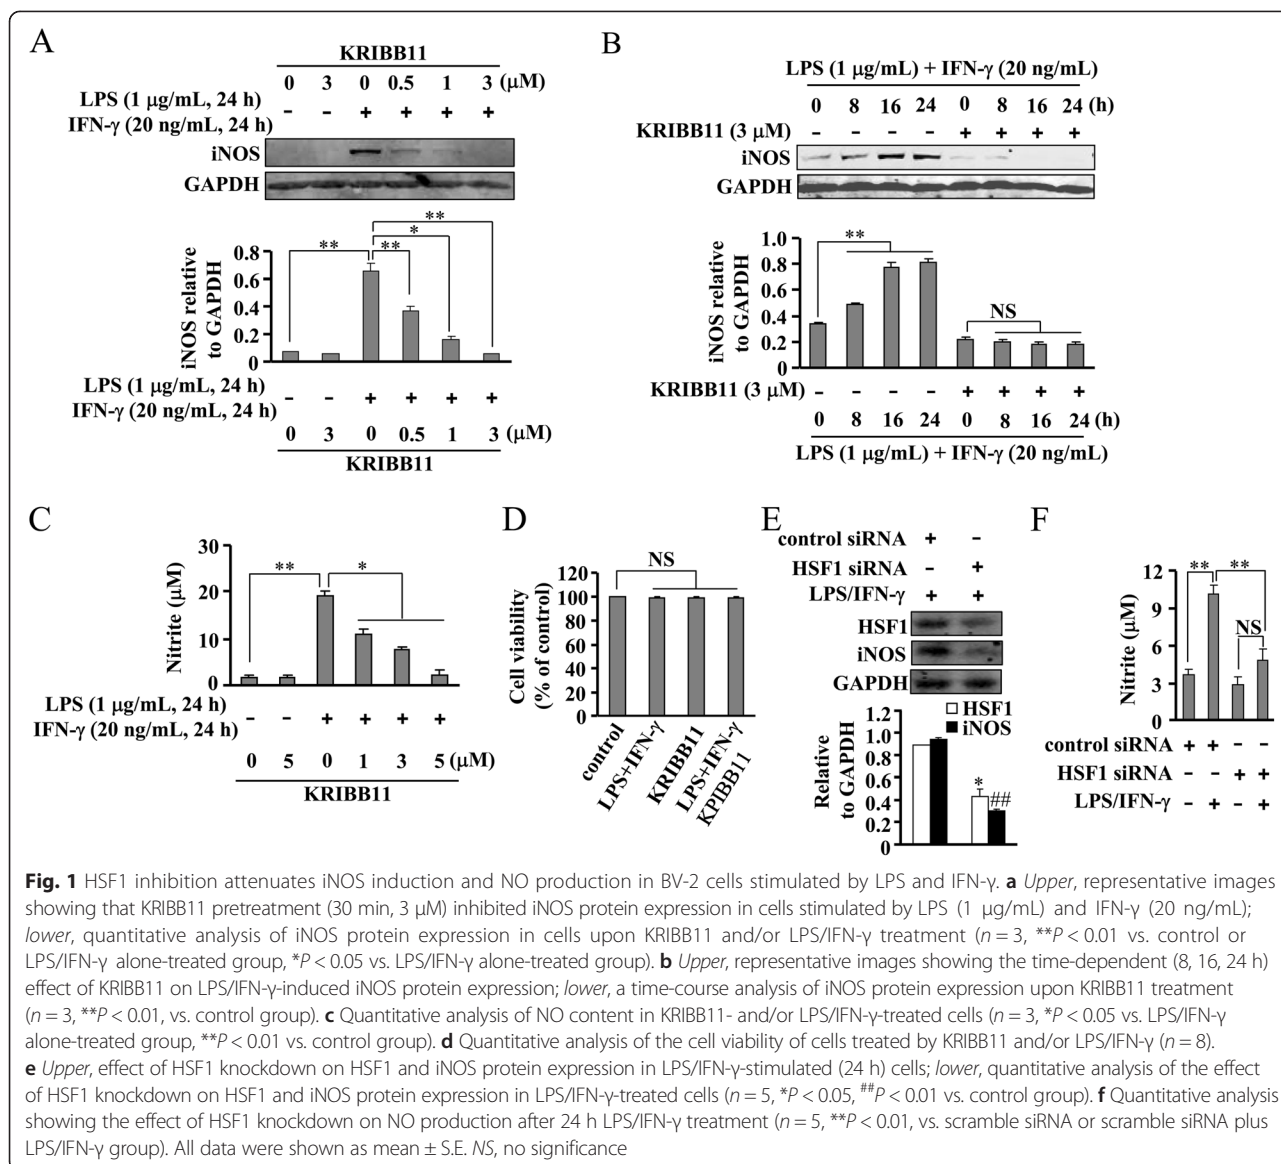 A
KRIBB11
0 3 0 0.5 1 3 (μM)
LPS (1 μg/mL, 24 h)
IFN-γ (20 ng/mL, 24 h)
– – + + + +
iNOS
GAPDH
**
*
** **
iNOS relative
to GAPDH
0.8
0.6
0.4
0.2
0
LPS (1 μg/mL, 24 h)
IFN-γ (20 ng/mL, 24 h)
– – + + + +
0 3 0 0.5 1 3 (μM)
KRIBB11
B
LPS (1 μg/mL) + IFN-γ (20 ng/mL)
0 8 16 24 0 8 16 24 (h)
KRIBB11 (3 μM) – – – – + + + +
iNOS
GAPDH
iNOS relative
to GAPDH
1.0
0.8
0.6
0.4
0.2
0
**
NS
KRIBB11 (3 μM) – – – – + + + +
0 8 16 24 0 8 16 24 (h)
LPS (1 μg/mL) + IFN-γ (20 ng/mL)
C
Nitrite (μM)
30
20
10
0
** *
LPS (1 μg/mL, 24 h)
IFN-γ (20 ng/mL, 24 h)
– – + + + +
0 5 0 1 3 5 (μM)
KRIBB11
D
NS
Cell viability
(% of control)
120
100
80
60
40
20
0
control
LPS+IFN-γ
KRIBB11
LPS+IFN-γ
KPIBB11
E
control siRNA + –
HSF1 siRNA – +
LPS/IFN-γ + +
HSF1
iNOS
GAPDH
Relative
to GAPDH
1.2
1.0
0.8
0.6
0.4
0.2
0
HSF1
iNOS
*
##
F
Nitrite (μM)
12
9
6
3
0
** **
NS
control siRNA + + – –
HSF1 siRNA – – + +
LPS/IFN-γ – + – +
Fig. 1 HSF1 inhibition attenuates iNOS induction and NO production in BV-2 cells stimulated by LPS and IFN-γ. a Upper, representative images
showing that KRIBB11 pretreatment (30 min, 3 μM) inhibited iNOS protein expression in cells stimulated by LPS (1 μg/mL) and IFN-γ (20 ng/mL);
lower, quantitative analysis of iNOS protein expression in cells upon KRIBB11 and/or LPS/IFN-γ treatment (n = 3, **P < 0.01 vs. control or
LPS/IFN-γ alone-treated group, *P < 0.05 vs. LPS/IFN-γ alone-treated group). b Upper, representative images showing the time-dependent (8, 16, 24 h)
effect of KRIBB11 on LPS/IFN-γ-induced iNOS protein expression; lower, a time-course analysis of iNOS protein expression upon KRIBB11 treatment
(n = 3, **P < 0.01, vs. control group). c Quantitative analysis of NO content in KRIBB11- and/or LPS/IFN-γ-treated cells (n = 3, *P < 0.05 vs. LPS/IFN-γ
alone-treated group, **P < 0.01 vs. control group). d Quantitative analysis of the cell viability of cells treated by KRIBB11 and/or LPS/IFN-γ (n = 8).
e Upper, effect of HSF1 knockdown on HSF1 and iNOS protein expression in LPS/IFN-γ-stimulated (24 h) cells; lower, quantitative analysis of the effect
of HSF1 knockdown on HSF1 and iNOS protein expression in LPS/IFN-γ-treated cells (n = 5, *P < 0.05, ##P < 0.01 vs. control group). f Quantitative analysis
showing the effect of HSF1 knockdown on NO production after 24 h LPS/IFN-γ treatment (n = 5, **P < 0.01, vs. scramble siRNA or scramble siRNA plus
LPS/IFN-γ group). All data were shown as mean ± S.E. NS, no significance